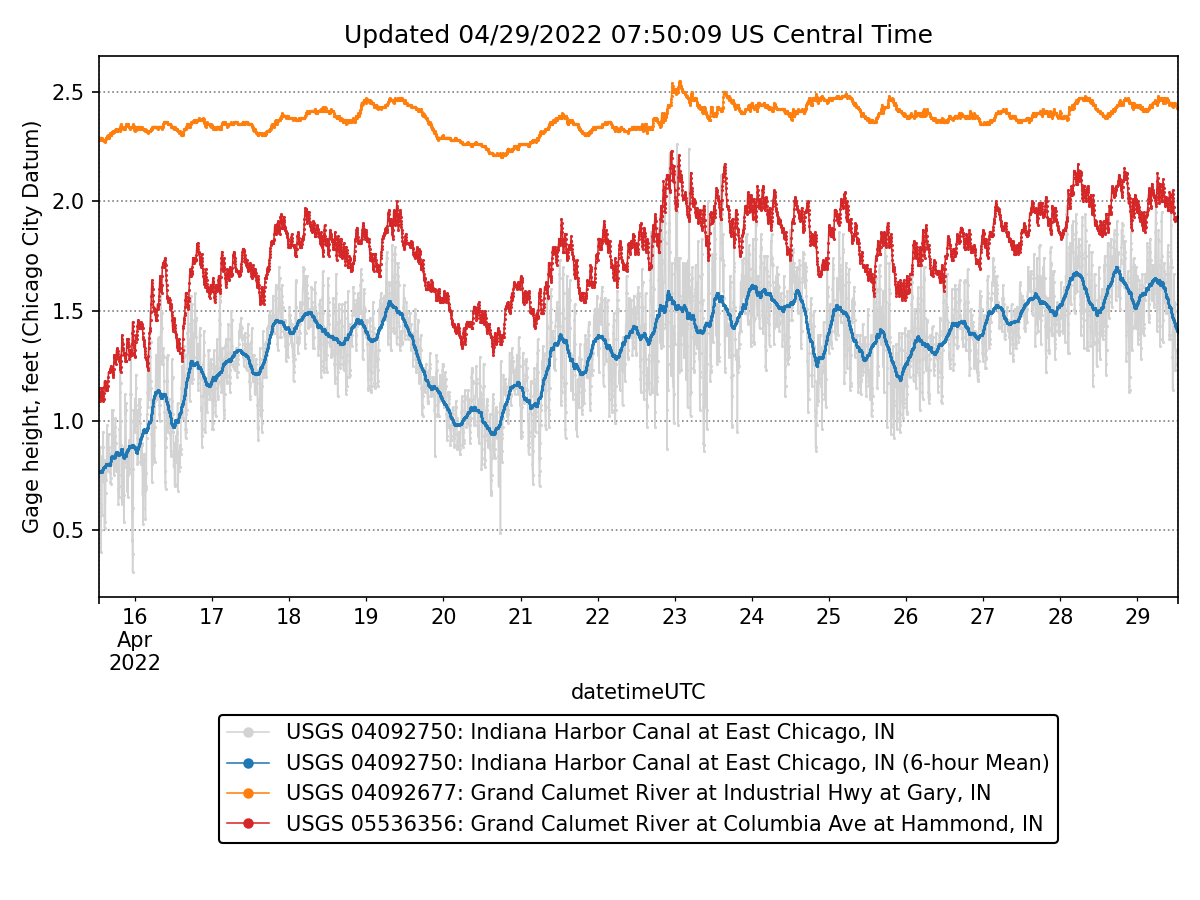 Updated 04/29/2022 07:50:09 US Central Time
Gage height, feet (Chicago City Datum)
2.5
2.0
1.5
1.0
0.5
16 17 18 19 20 21 22 23 24 25 26 27 28 29
Apr
2022
datetimeUTC
USGS 04092750: Indiana Harbor Canal at East Chicago, IN
USGS 04092750: Indiana Harbor Canal at East Chicago, IN (6-hour Mean)
USGS 04092677: Grand Calumet River at Industrial Hwy at Gary, IN
USGS 05536356: Grand Calumet River at Columbia Ave at Hammond, IN